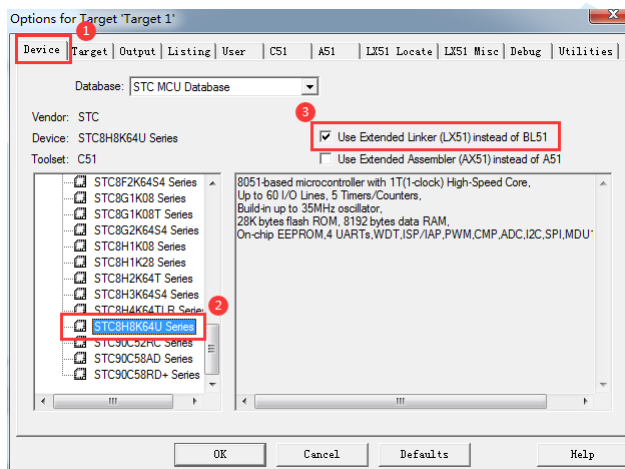 Options for Target 'Target 1'
1
Device Target Output Listing User C51 A51 LX51 Locate LX51 Misc Debug Utilities
Database: STC MCU Database
Vendor: STC
3
Device: STC8H8K64U Series
Use Extended Linker (LX51) instead of BL51
Toolset: C51
Use Extended Assembler (AX51) instead of A51
STC8F2K64S4 Series
STC8G1K08 Series
STC8G1K08T Series
STC8G2K64S4 Series
STC8H1K08 Series
STC8H1K28 Series
STC8H2K64T Series
STC8H3K64S4 Series
STC8H4K64TLR Serie
2
STC8H8K64U Series
STC90C52RC Series
STC90C58AD Series
STC90C58RD+ Series
8051-based microcontroller with 1T(1-clock) High-Speed Core,
Up to 60 I/O Lines, 5 Timers/Counters,
Build-in up to 35MHz oscillator,
28K bytes flash ROM, 8192 bytes data RAM,
On-chip EEPROM,4 UARTs,WDT,ISP/IAP,PWM,CMP,ADC,I2C,SPI,MDU1
OK
Cancel
Defaults
Help